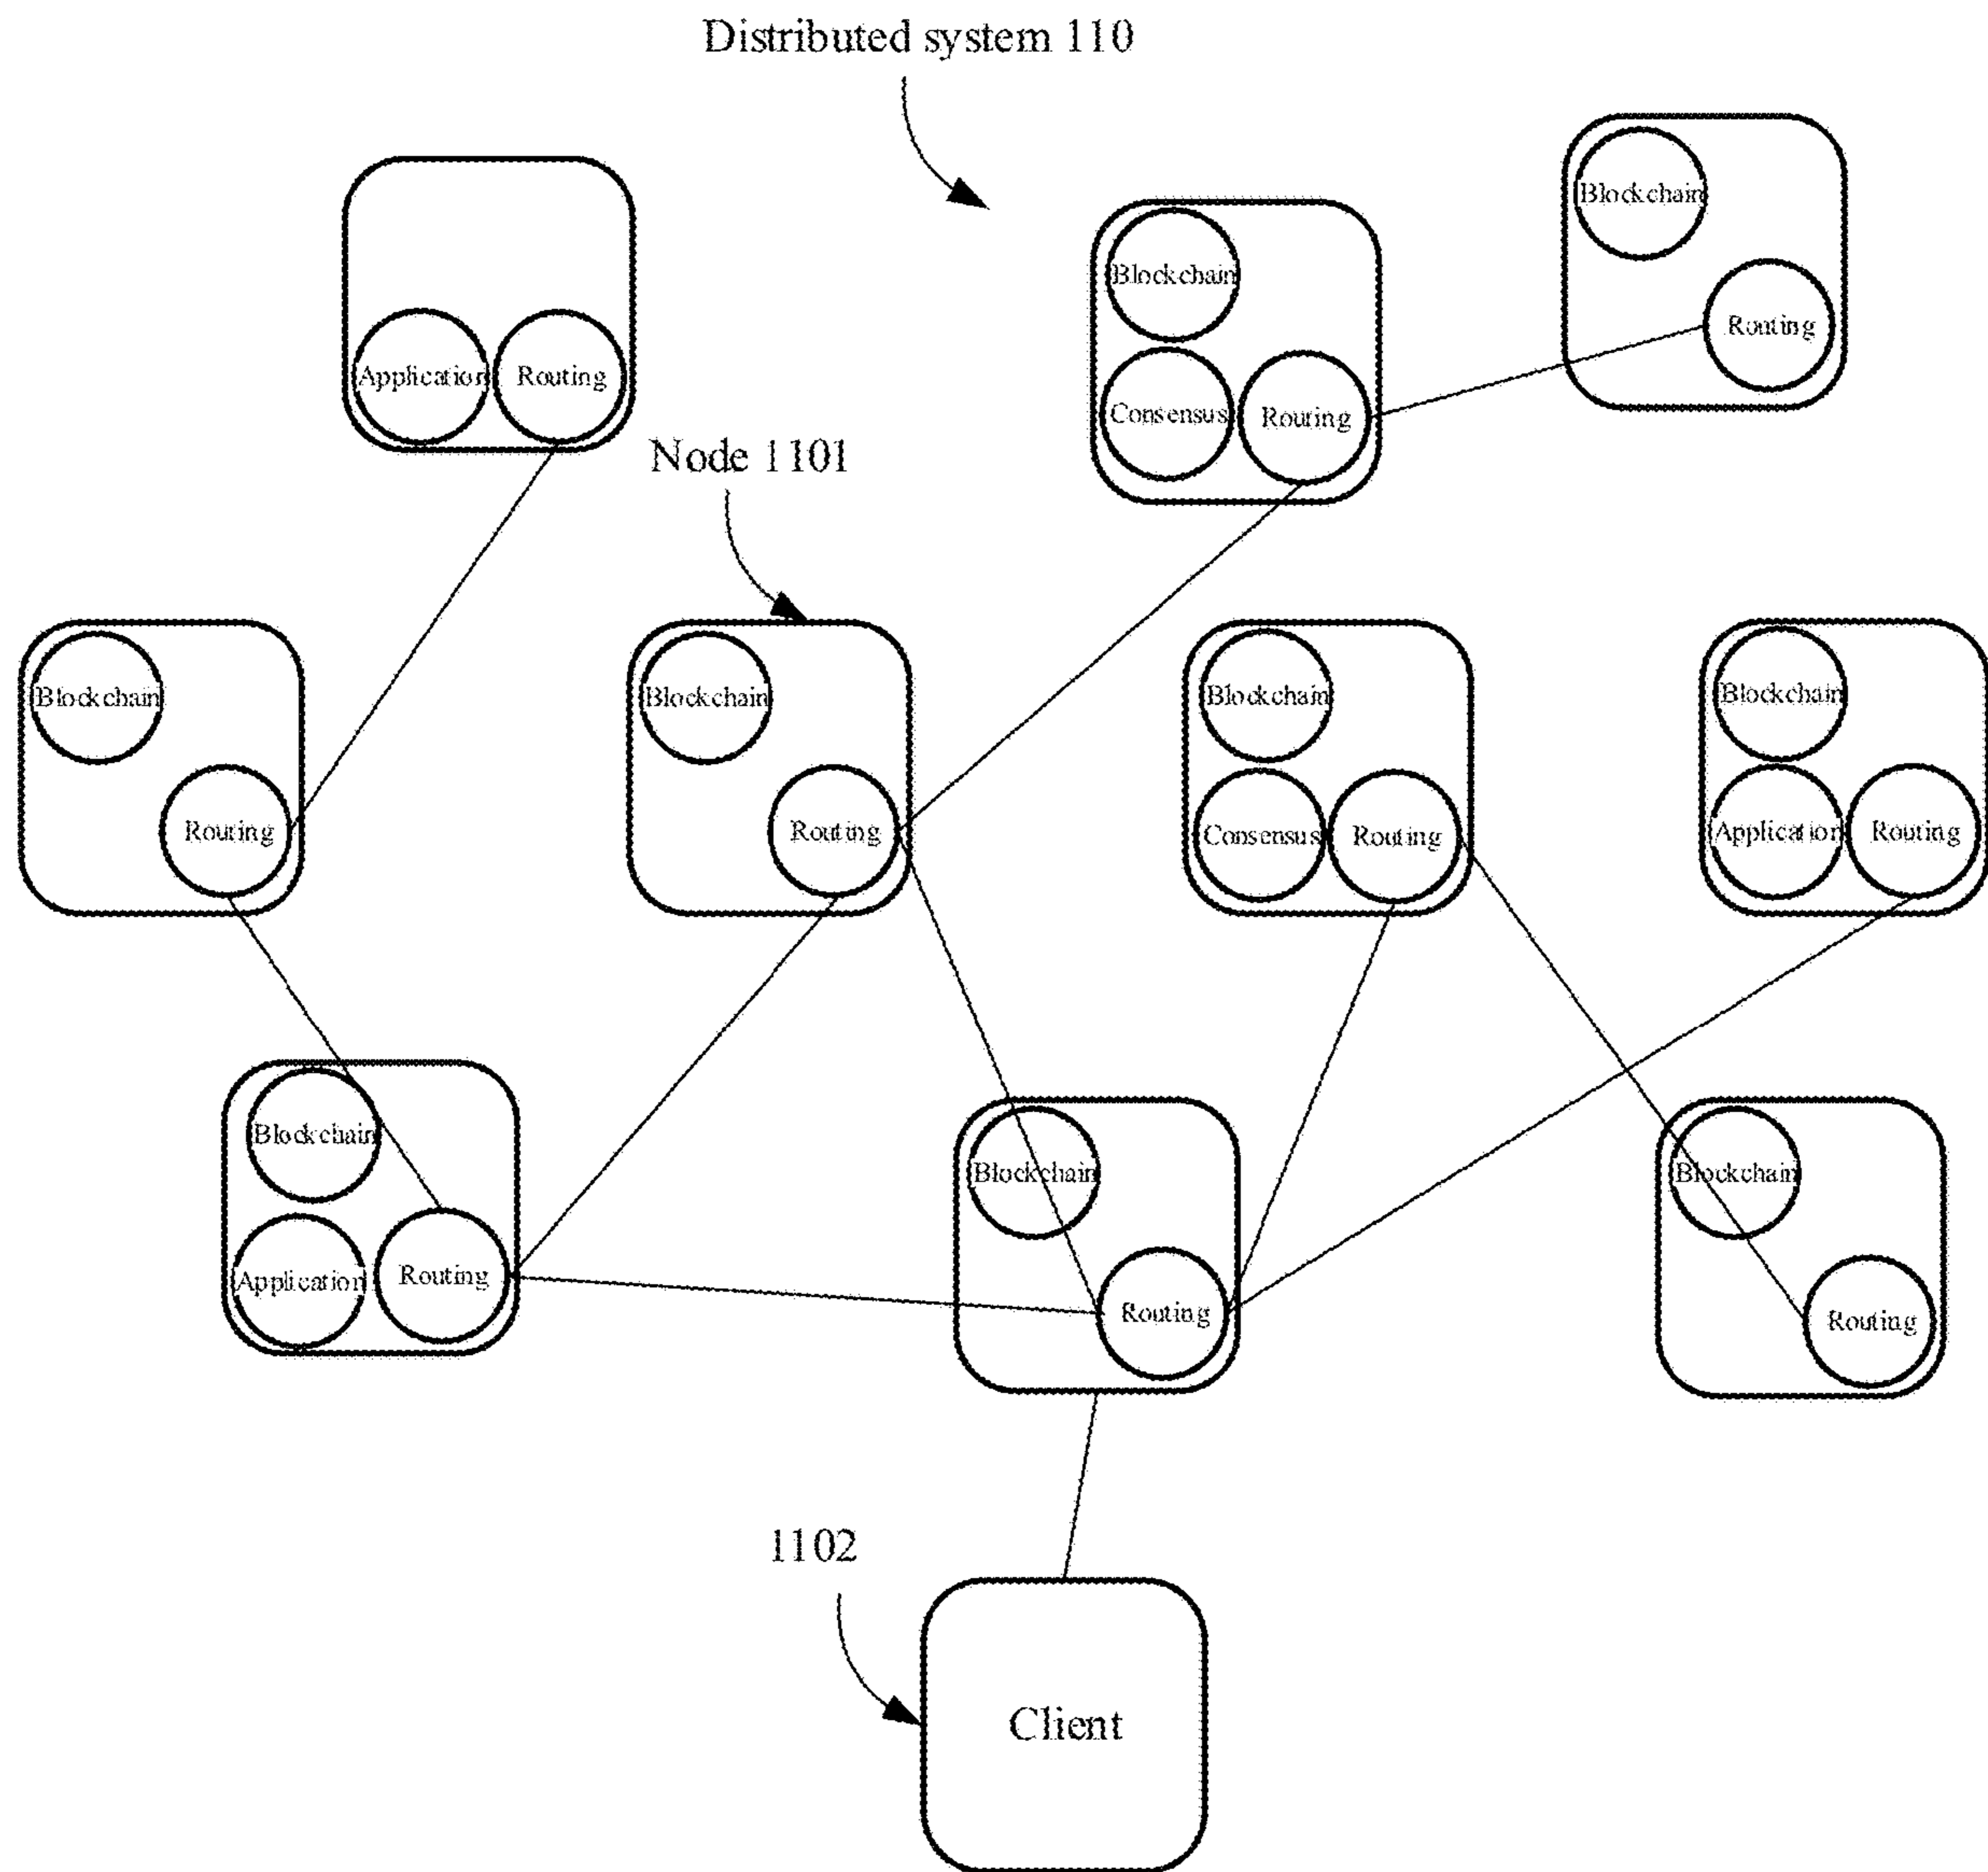 Distributed system 110
Blockchain
Blockchain
Routing
Application
Routing
Consensus
Routing
Node 1101
Blockchain
Blockchain
Blockchain
Blockchain
Routing
Routing
Consensus
Routing
Application
Routing
Blockchain
Blockchain
Blockchain
Application
Routing
Routing
Routing
1102
Client